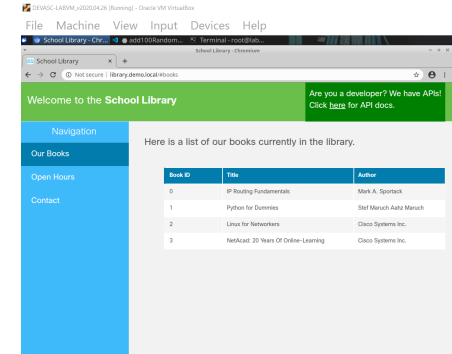 DEVASC-LABVM_v2020.04.26 [Running] - Oracle VM VirtualBox
File Machine View Input Devices Help
School Library - Chr... add100Random... Terminal - root@lab...
School Library - Chromium
School Library
Not secure | library.demo.local/#books
Welcome to the School Library
Are you a developer? We have APIs!
Click here for API docs.
Navigation
Our Books
Open Hours
Contact
Here is a list of our books currently in the library.
Book ID Title Author
0 IP Routing Fundamentals Mark A. Sportack
1 Python for Dummies Stef Maruch Aahz Maruch
2 Linux for Networkers Cisco Systems Inc.
3 NetAcad: 20 Years Of Online-Learning Cisco Systems Inc.